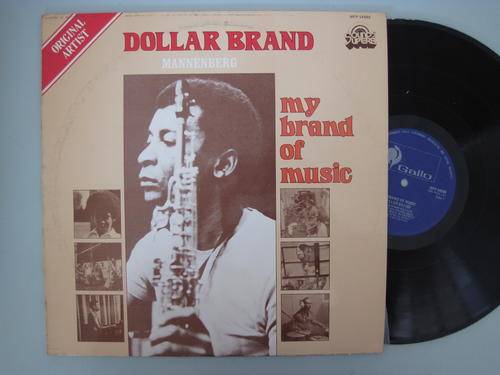 ORIGINAL
ARTIST
DOLLAR BRAND
MANNENBERG
my
brand
of
music
Gallo